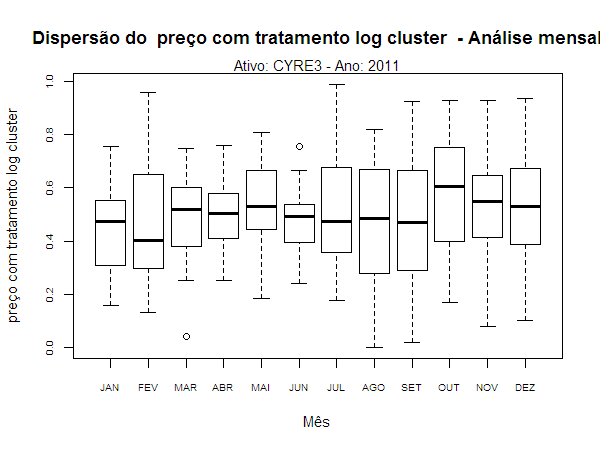 Dispersão do  preço com tratamento log cluster  - Análise mensal
Ativo: CYRE3 - Ano: 2011
preço com tratamento log cluster
1.0
0.8
0.6
0.4
0.2
0.0
JAN FEV MAR ABR MAI JUN JUL AGO SET OUT NOV DEZ
Mês